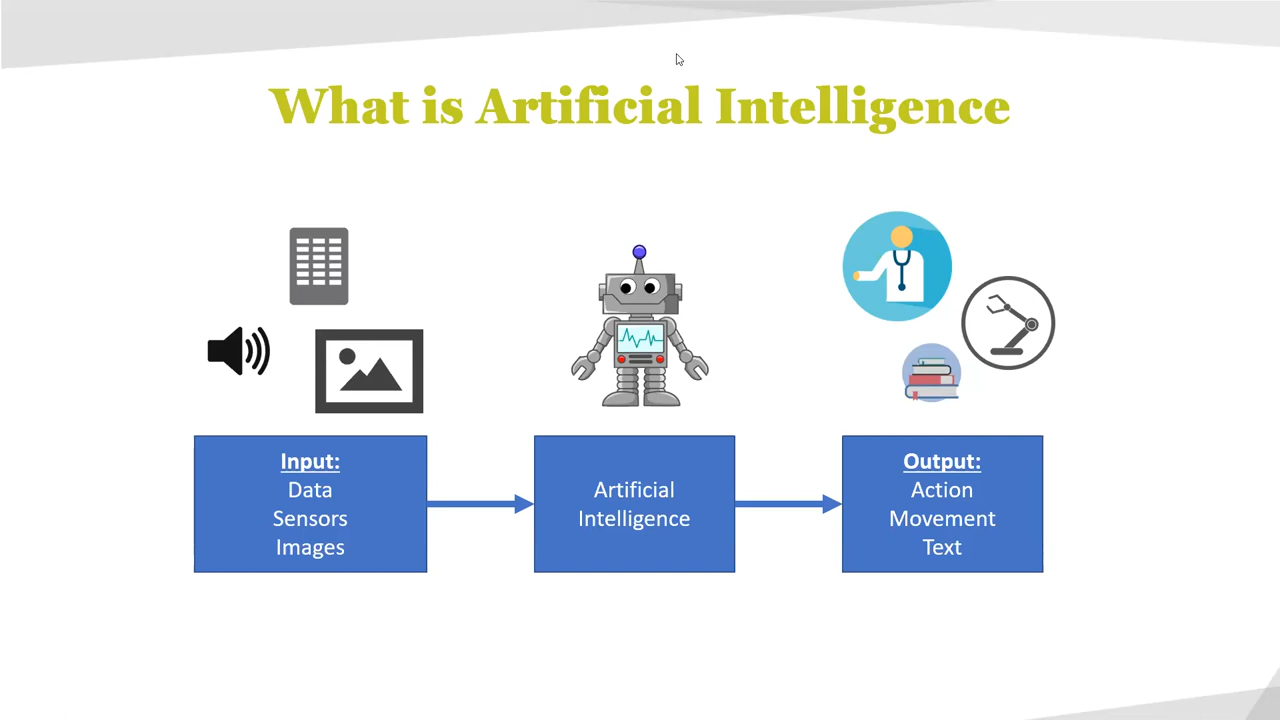 What is Artificial Intelligence
Input:
Data
Sensors
Images
Artificial
Intelligence
Output:
Action
Movement
Text